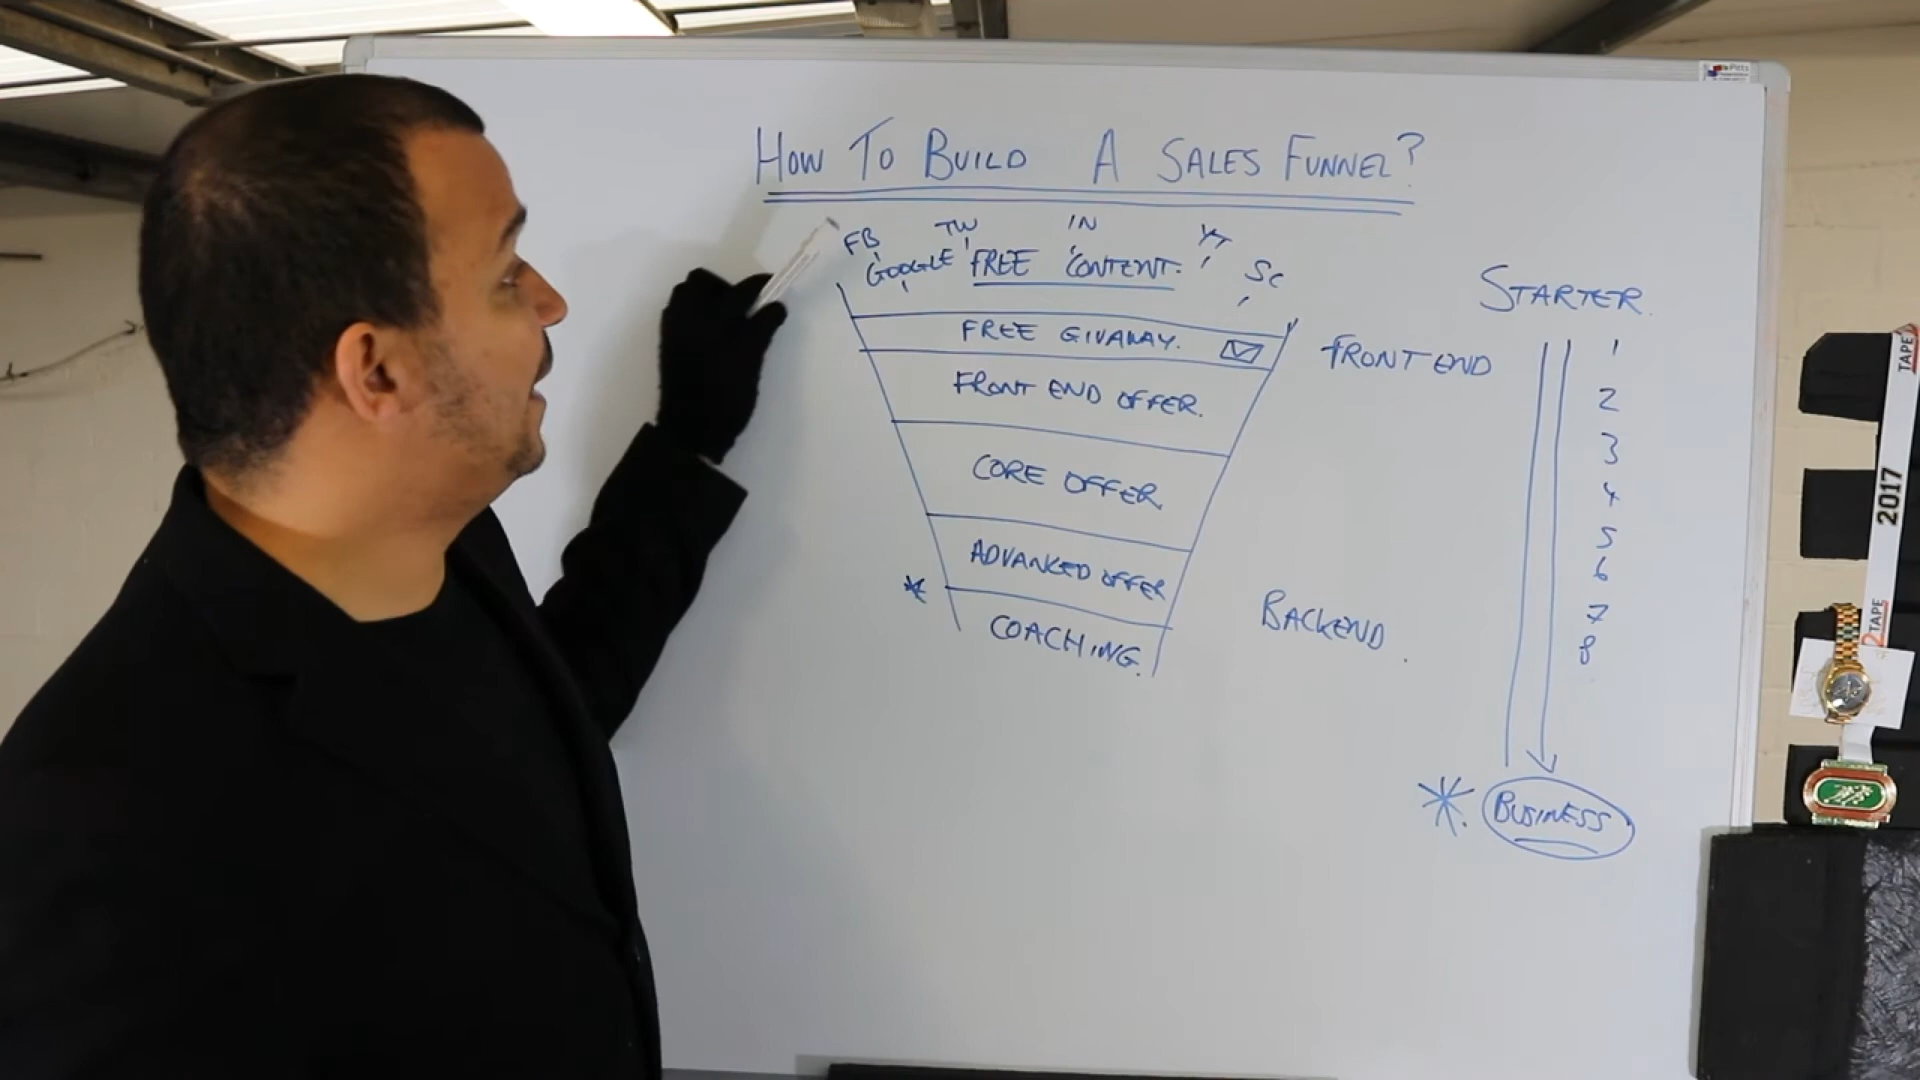 HOW TO BUILD A SALES FUNNEL?
FB TW IN YT SC
GOOGLE FREE CONTENT.
FREE GIVAWAY.
FRONT END OFFER.
CORE OFFER
ADVANCED OFFER
* COACHING.
FRONT END
BACKEND.
STARTER.
1
2
3
4
5
6
7
8
*. BUSINESS
TAPE
2017
TAPE